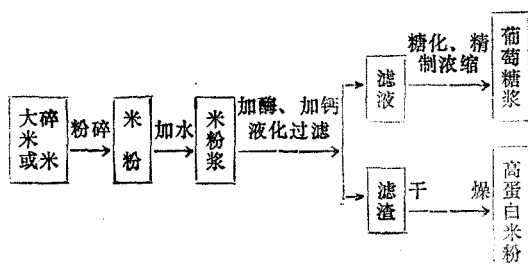 大碎
米
或米
粉碎
米粉
加水
米粉浆
加酶、加钙
液化过滤
滤液
糖化、精
制浓缩
葡萄糖浆
滤渣
干 燥
高蛋白米粉